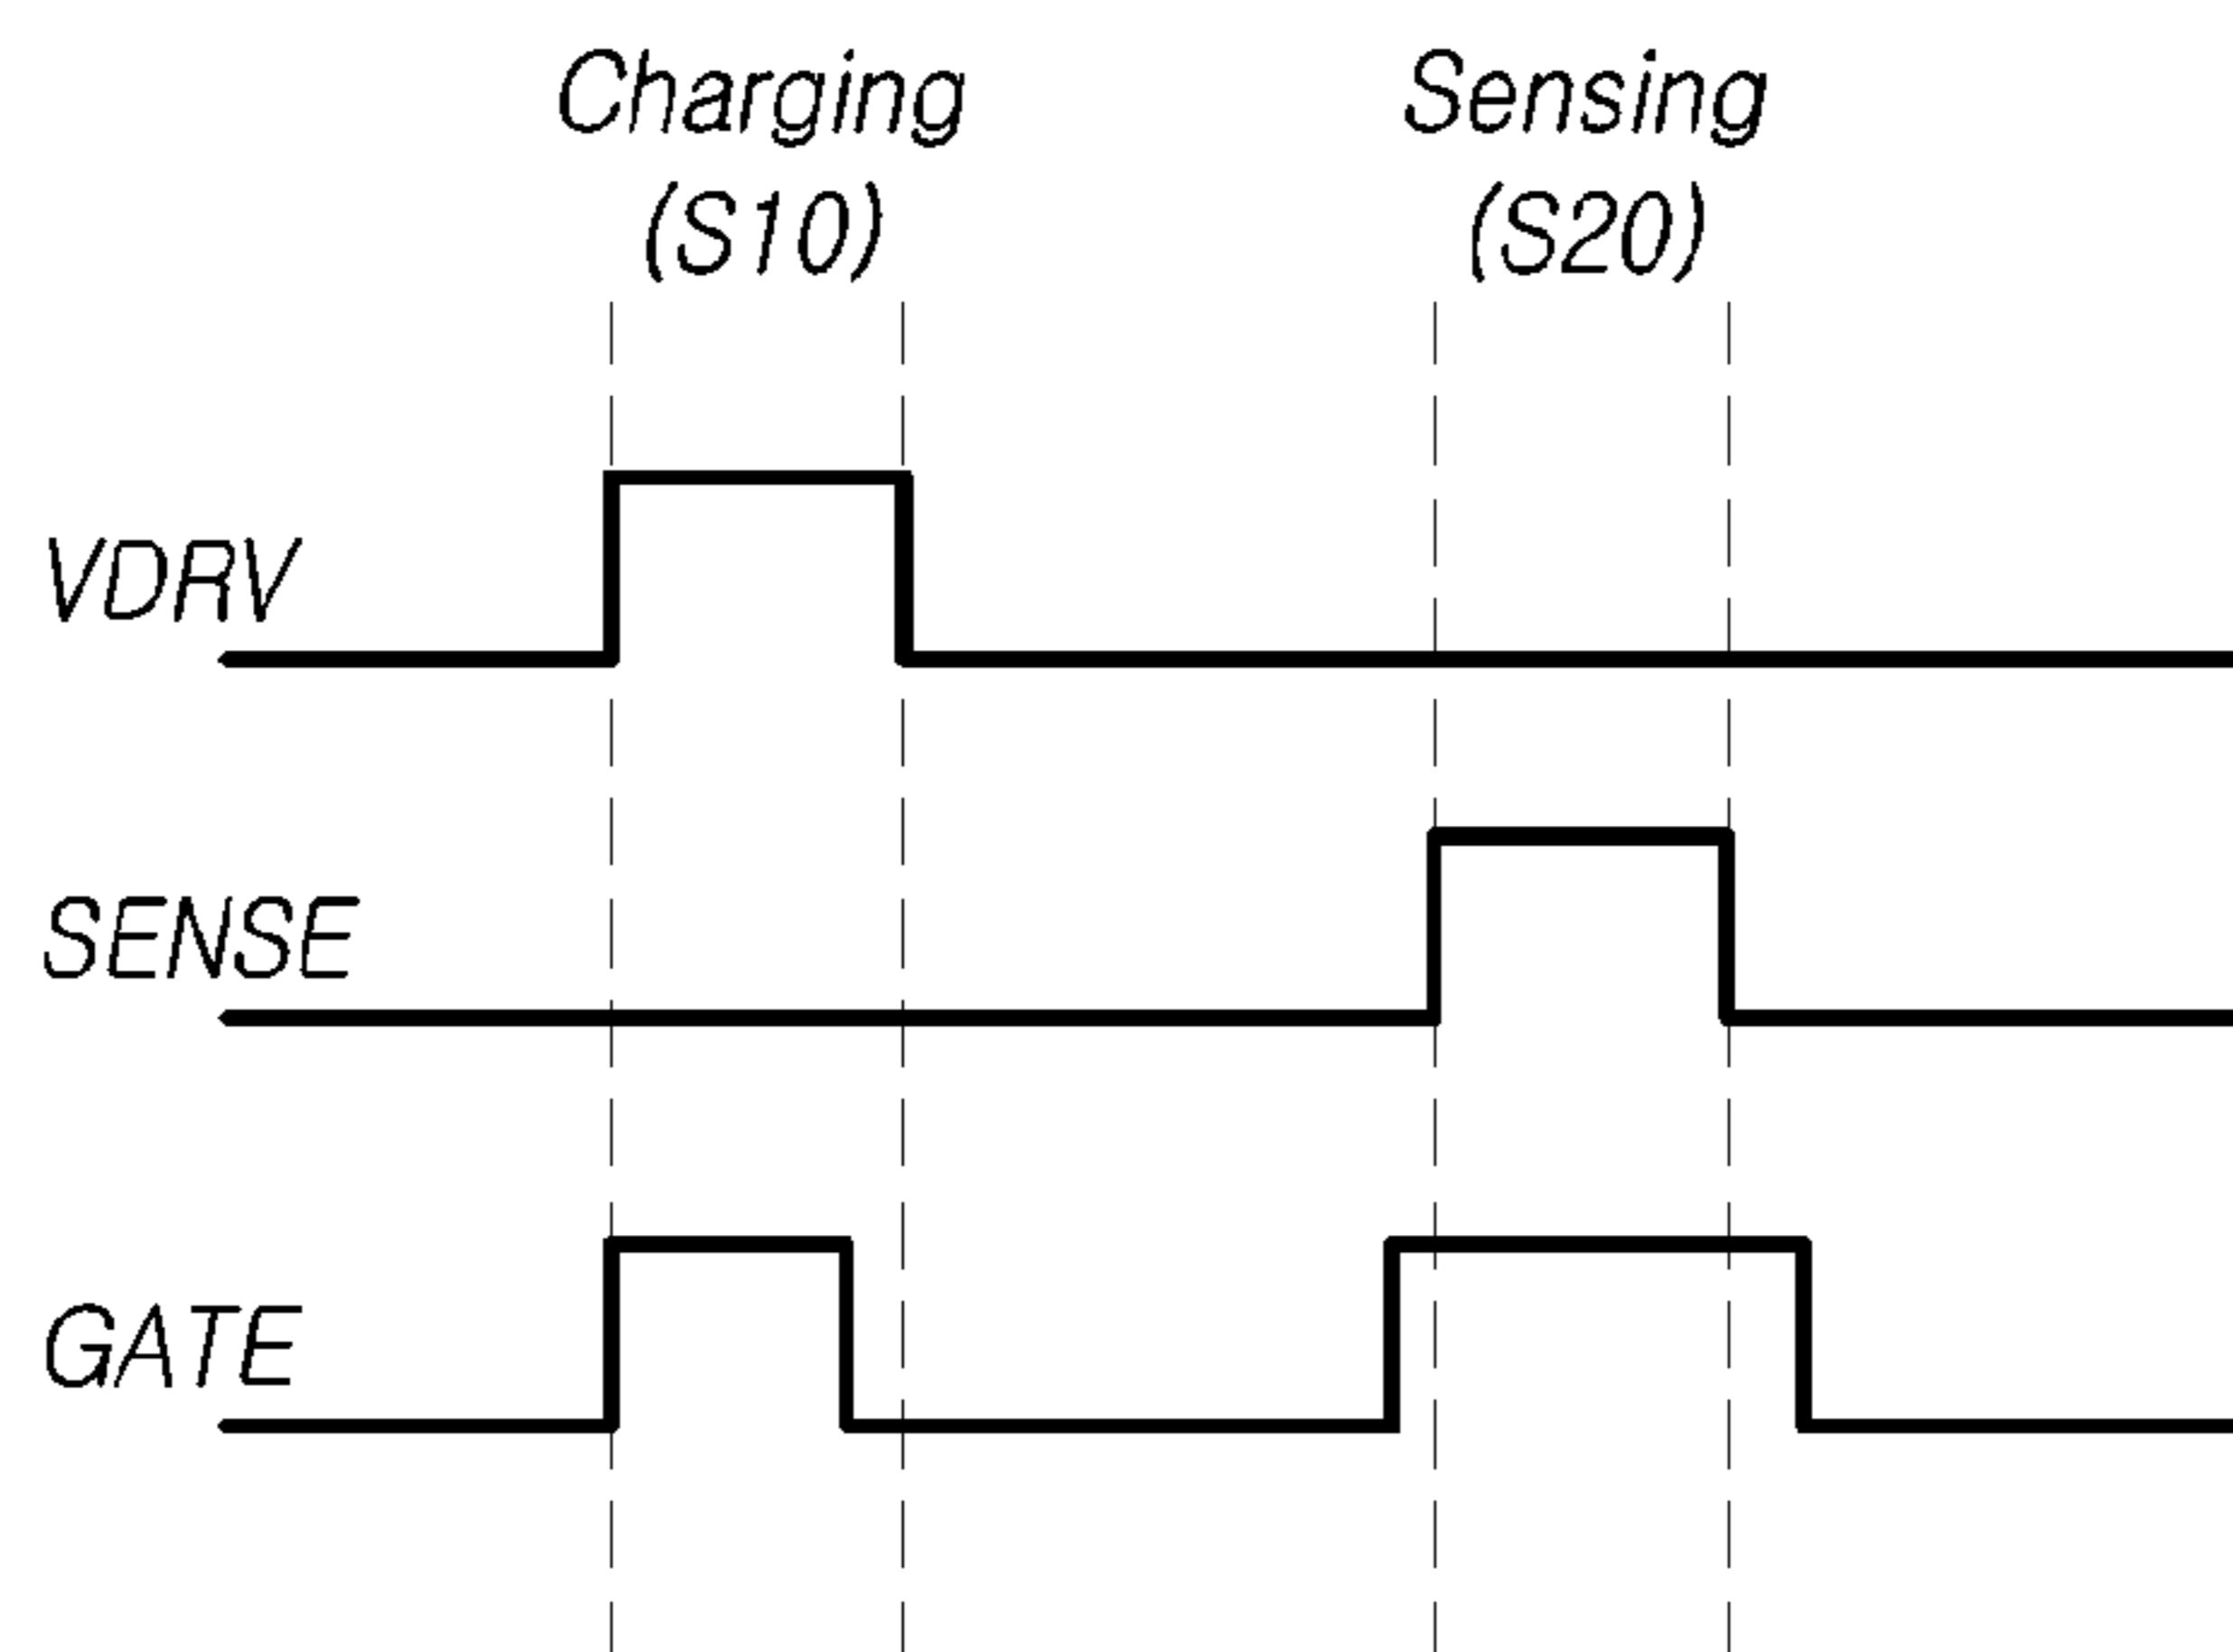 Charging
(S10)
Sensing
(S20)
VDRV
SENSE
GATE